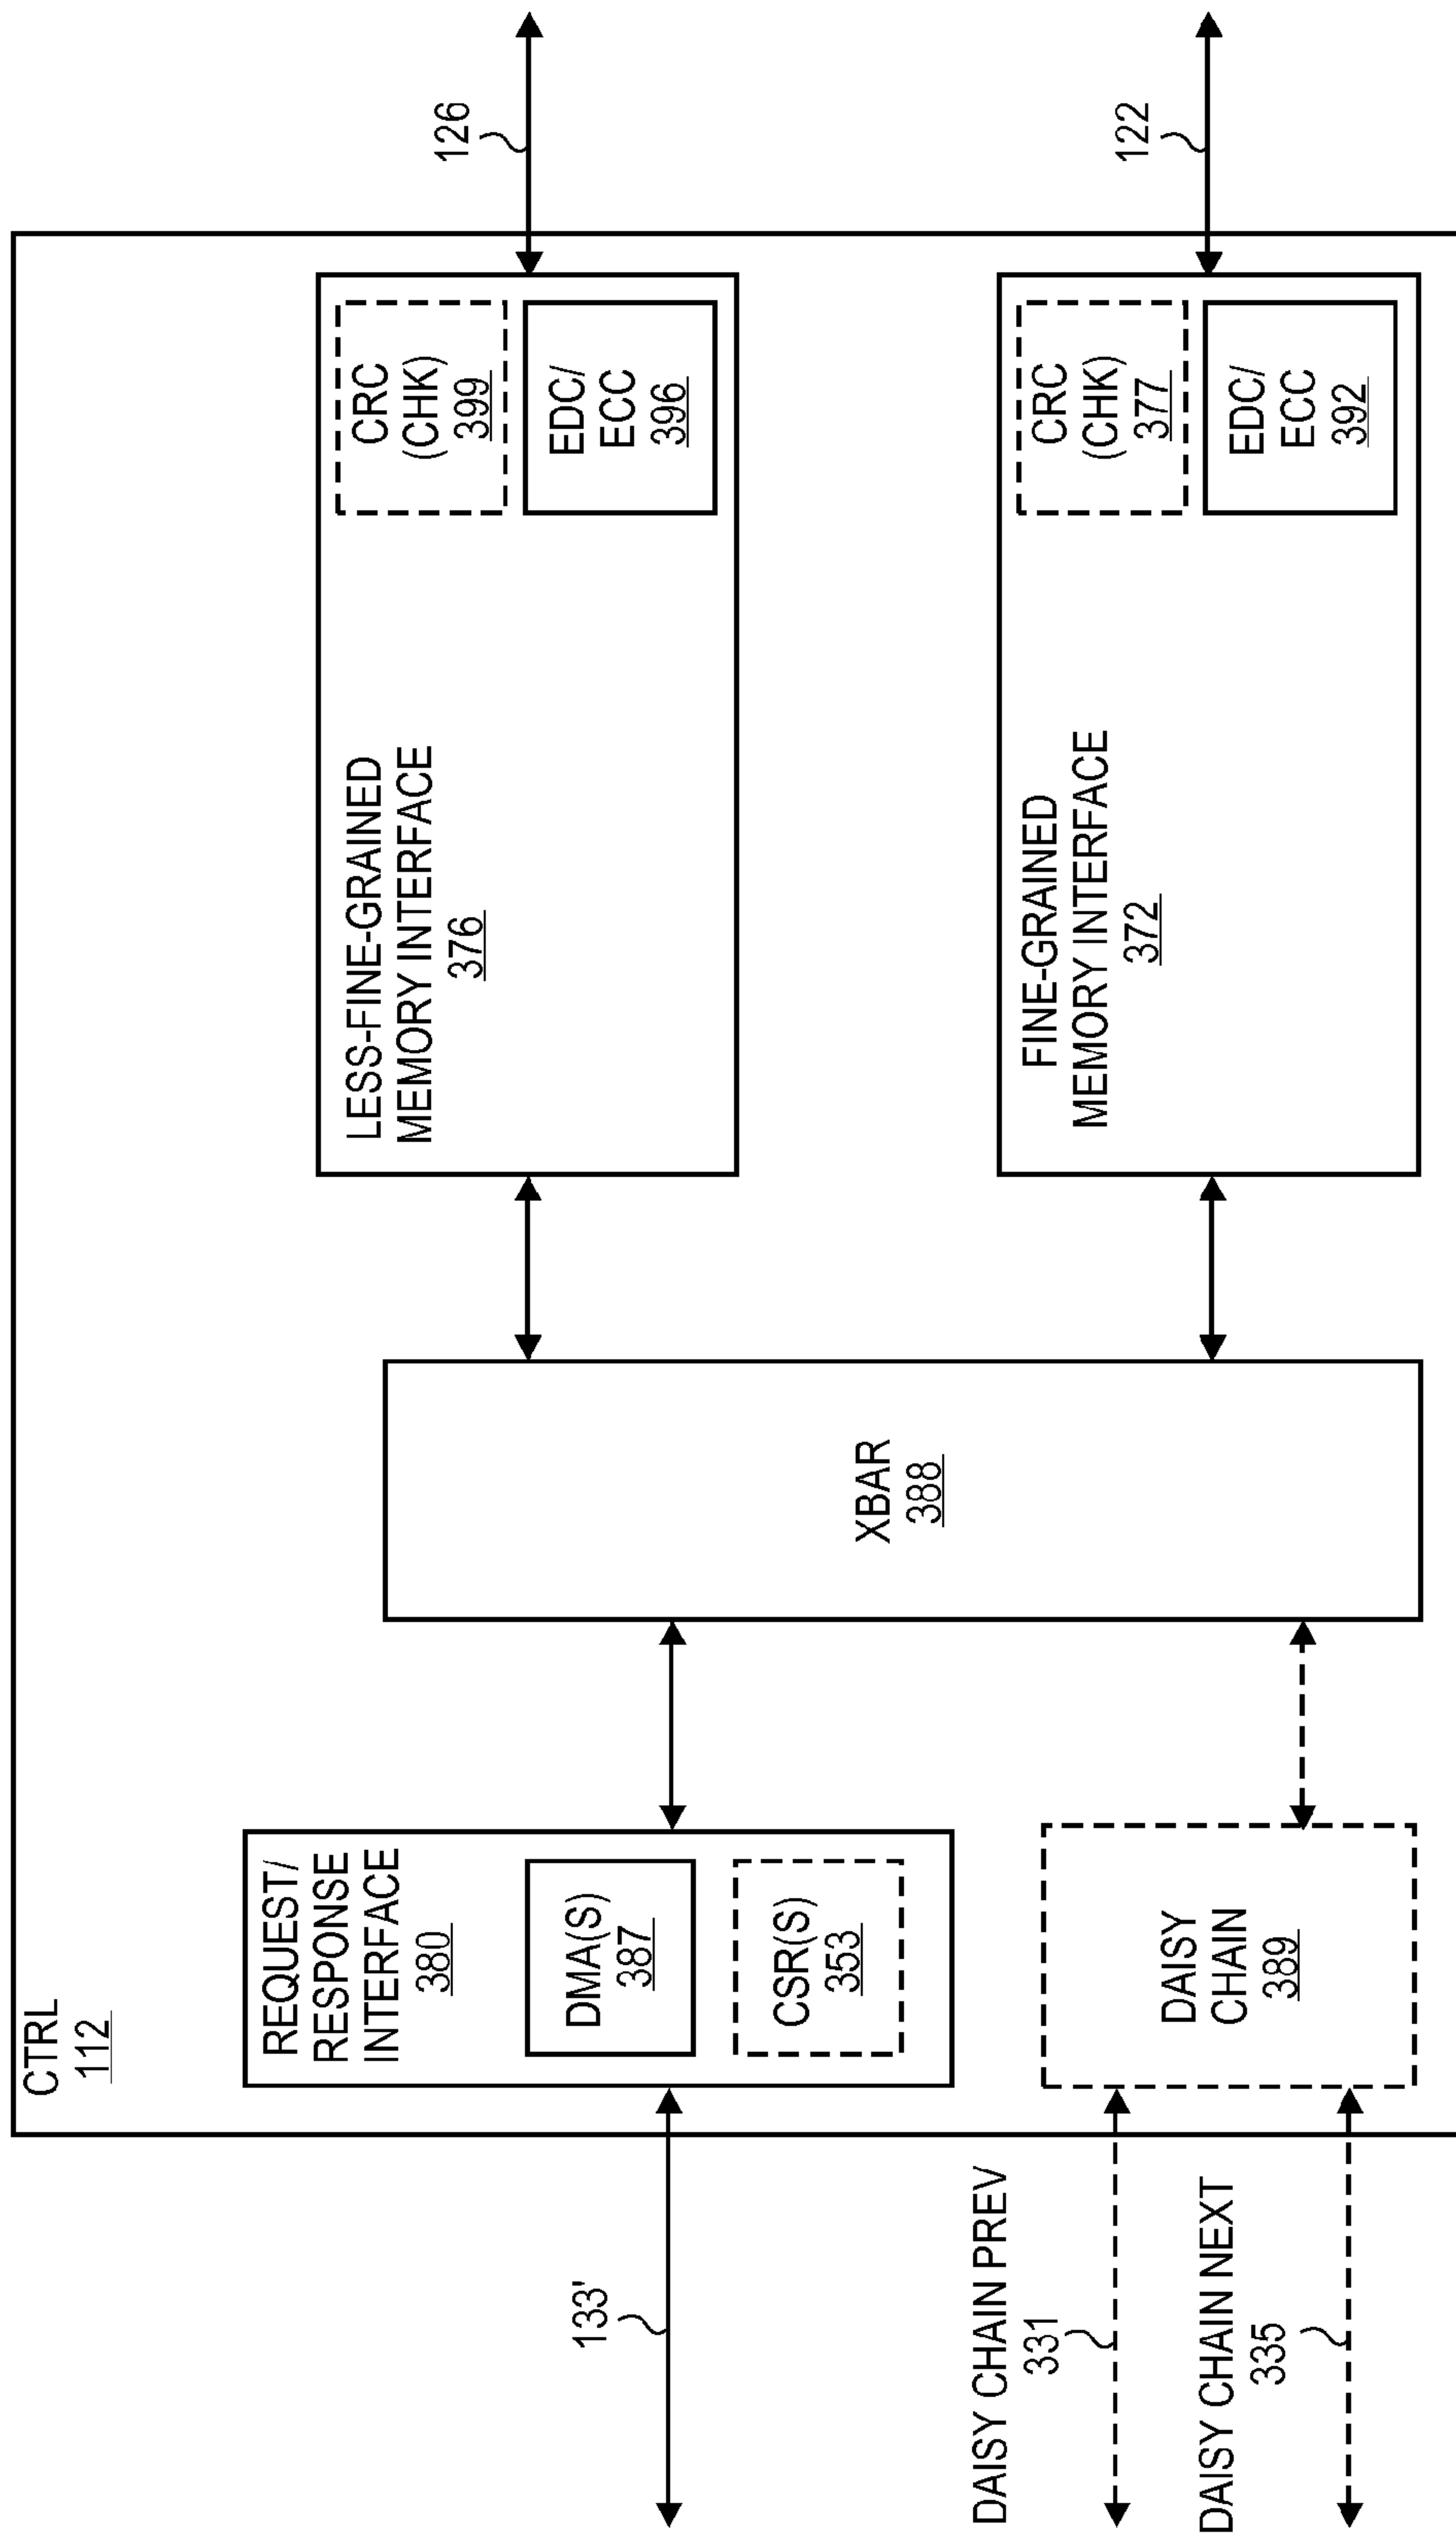 CTRL
112
REQUEST/
RESPONSE
INTERFACE
380
DMA(S)
387
CSR(S)
353
DAISY
CHAIN
389
133'
DAISY CHAIN PREV
331
DAISY CHAIN NEXT
335
XBAR
388
LESS-FINE-GRAINED
MEMORY INTERFACE
376
CRC
(CHK)
399
EDC/
ECC
396
126
FINE-GRAINED
MEMORY INTERFACE
372
CRC
(CHK)
377
EDC/
ECC
392
122